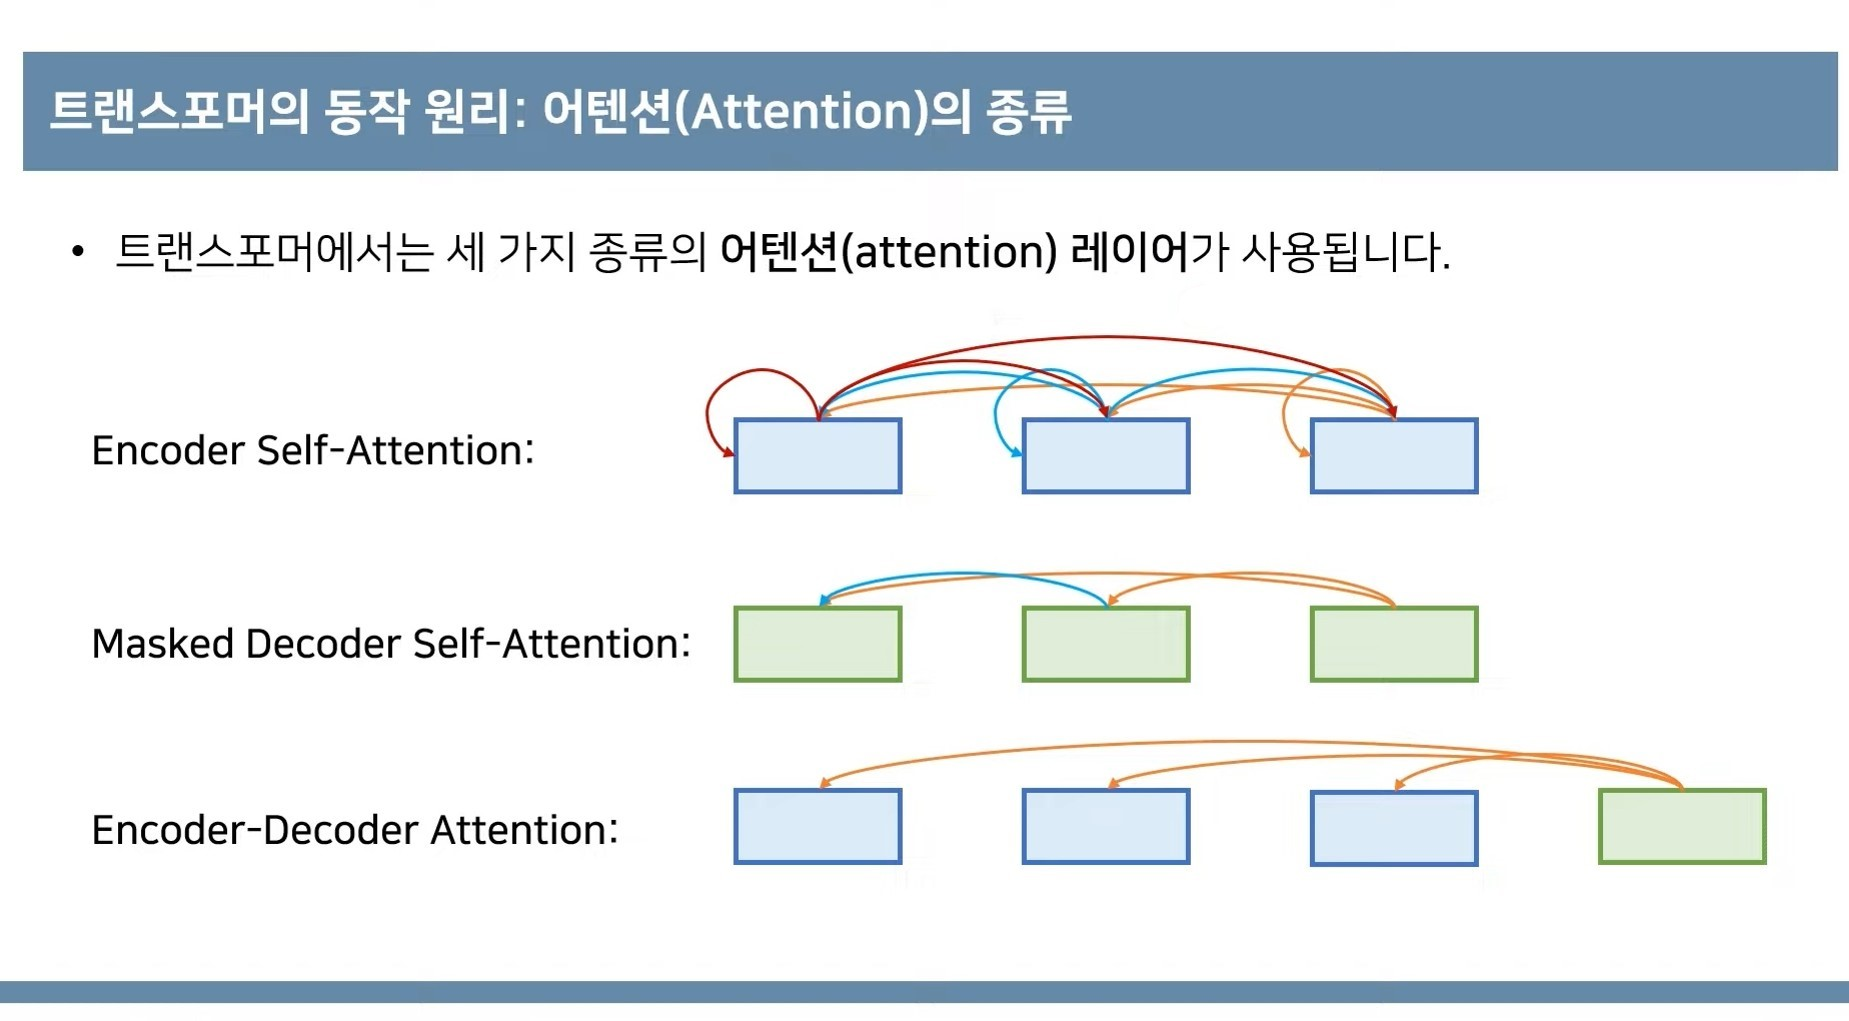 트랜스포머의 동작 원리: 어텐션(Attention)의 종류
• 트랜스포머에서는 세 가지 종류의 어텐션(attention) 레이어가 사용됩니다.
Encoder Self-Attention:
Masked Decoder Self-Attention:
Encoder-Decoder Attention: